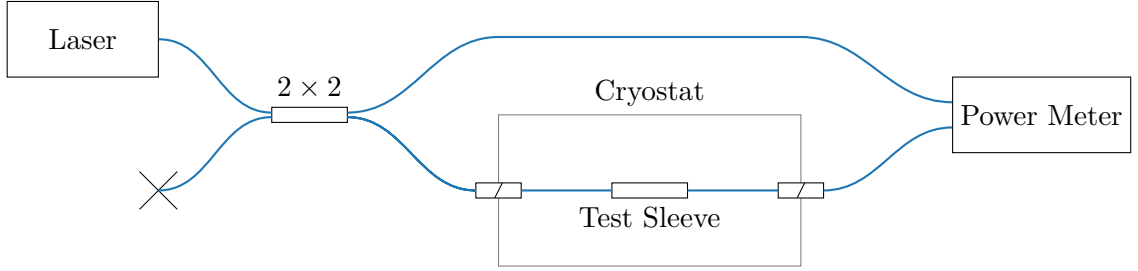 Laser
2 × 2
Cryostat
Power Meter
Test Sleeve